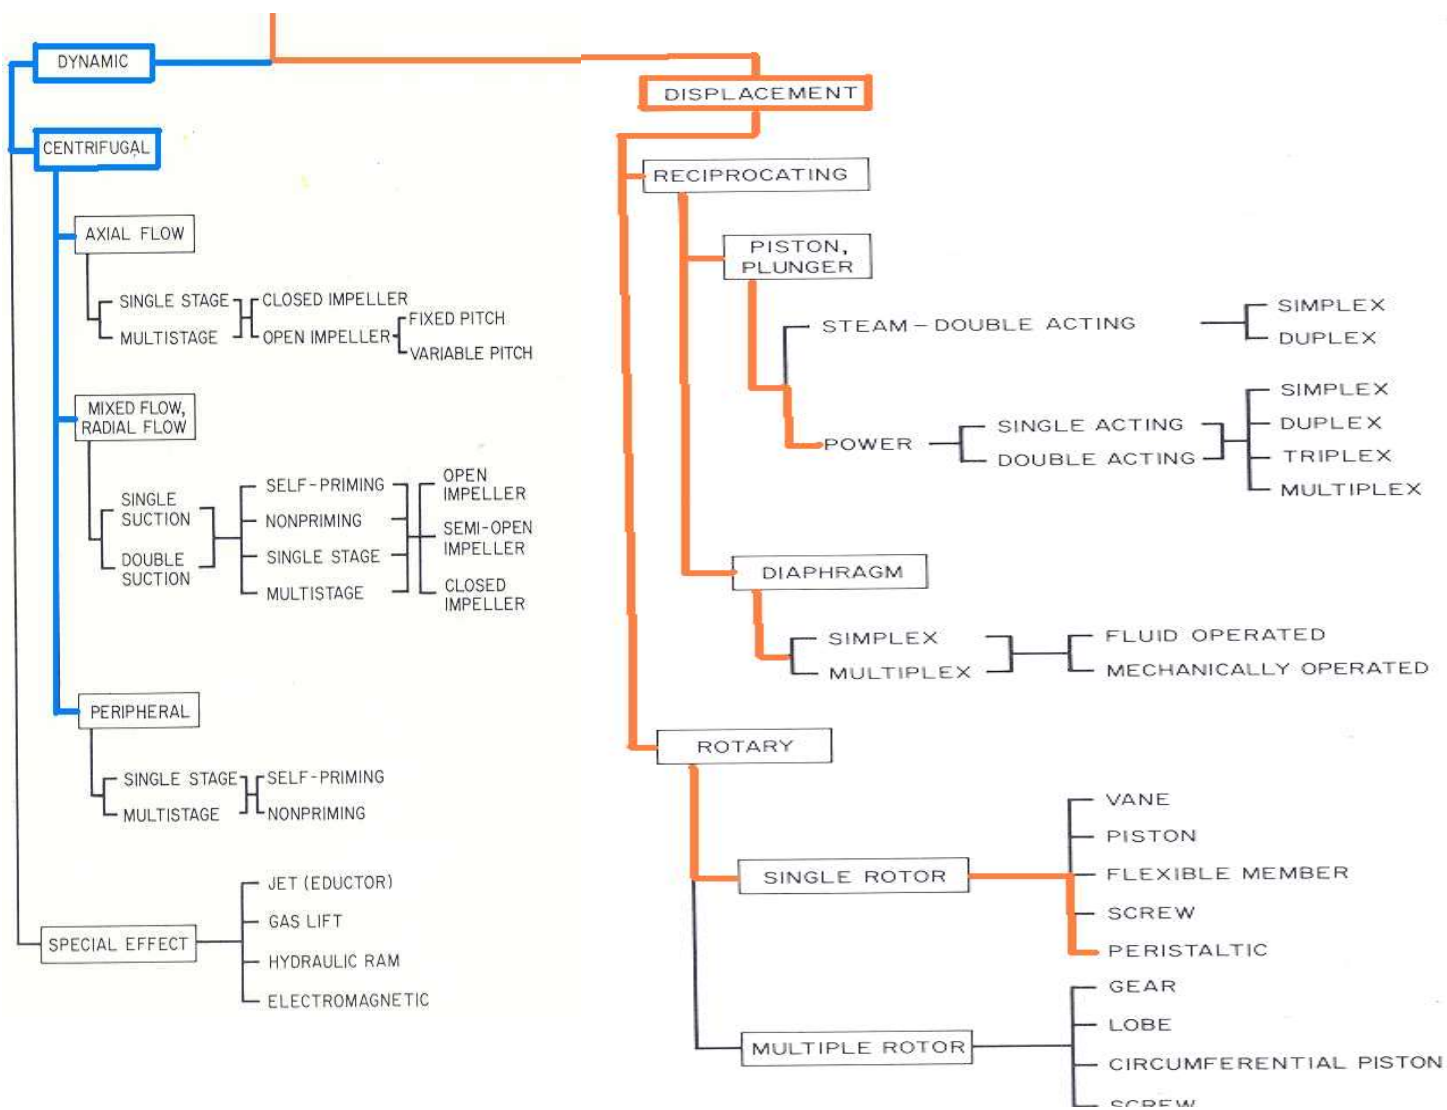 DYNAMIC
CENTRIFUGAL
AXIAL FLOW
SINGLE STAGE
MULTISTAGE
CLOSED IMPELLER
OPEN IMPELLER
FIXED PITCH
VARIABLE PITCH
MIXED FLOW,
RADIAL FLOW
SINGLE
SUCTION
DOUBLE
SUCTION
SELF-PRIMING
NONPRIMING
SINGLE STAGE
MULTISTAGE
OPEN
IMPELLER
SEMI-OPEN
IMPELLER
CLOSED
IMPELLER
PERIPHERAL
SINGLE STAGE
MULTISTAGE
SELF-PRIMING
NONPRIMING
SPECIAL EFFECT
JET (EDUCTOR)
GAS LIFT
HYDRAULIC RAM
ELECTROMAGNETIC
DISPLACEMENT
RECIPROCATING
PISTON,
PLUNGER
STEAM-DOUBLE ACTING
SIMPLEX
DUPLEX
POWER
SINGLE ACTING
DOUBLE ACTING
SIMPLEX
DUPLEX
TRIPLEX
MULTIPLEX
DIAPHRAGM
SIMPLEX
MULTIPLEX
FLUID OPERATED
MECHANICALLY OPERATED
ROTARY
SINGLE ROTOR
VANE
PISTON
FLEXIBLE MEMBER
SCREW
PERISTALTIC
MULTIPLE ROTOR
GEAR
LOBE
CIRCUMFERENTIAL PISTON
SCREW